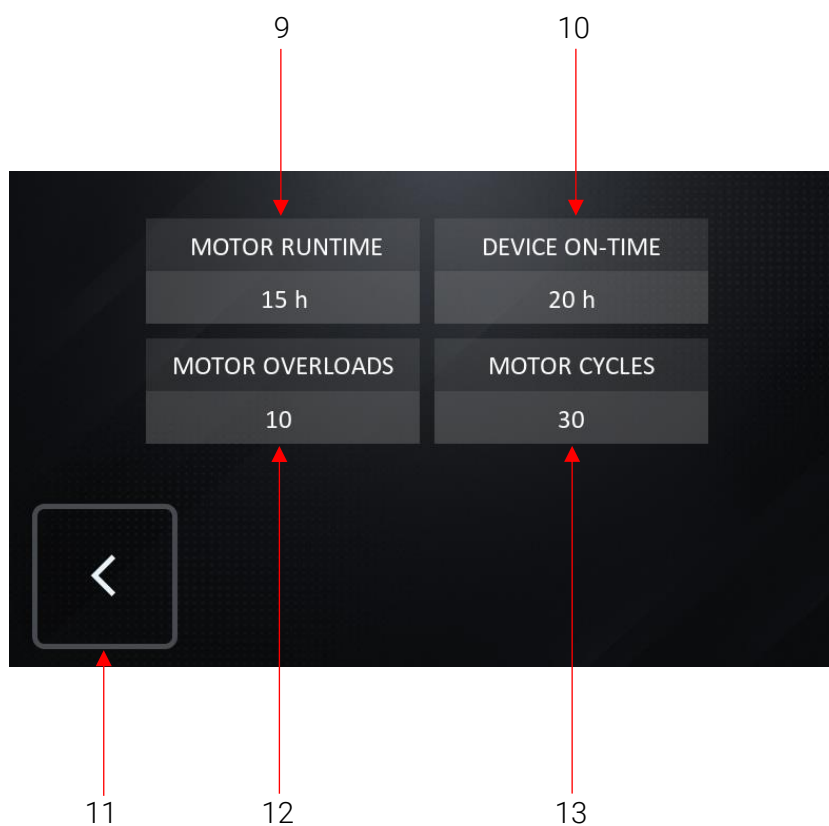 9 10
MOTOR RUNTIME DEVICE ON-TIME
15 h 20 h
MOTOR OVERLOADS MOTOR CYCLES
10 30
11 12 13